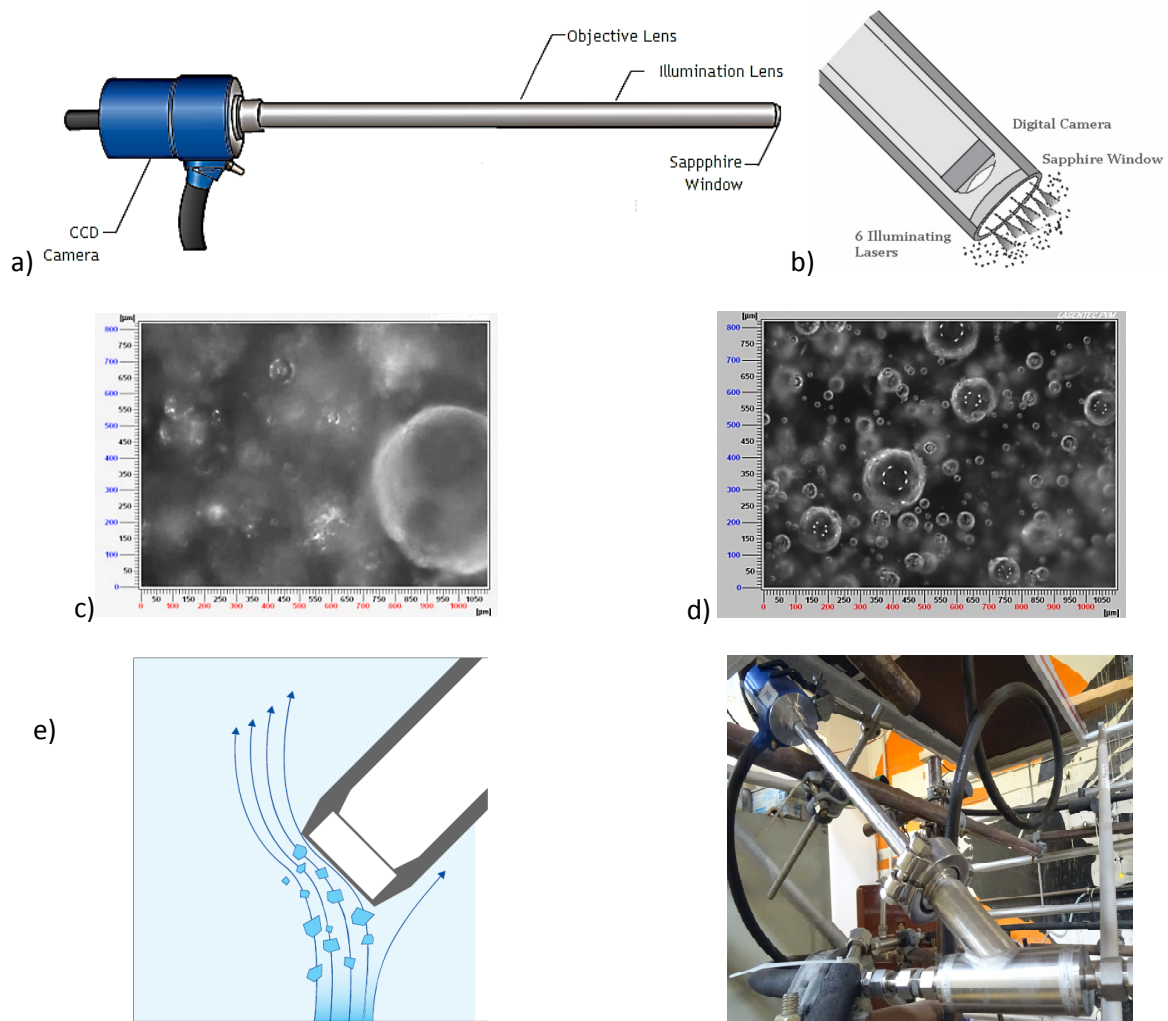 Objective Lens
Illumination Lens
Sappphire
Window
CCD
Camera
a)
Digital Camera
Sapphire Window
6 Illuminating
Lasers
b)
[µm]
800
750
700
650
600
550
500
450
400
350
300
250
200
150
100
50
0
0 50 100 150 200 250 300 350 400 450 500 550 600 650 700 750 800 850 900 950 1000 1050
[µm]
c)
LASENTEC PVM
[µm]
800
750
700
650
600
550
500
450
400
350
300
250
200
150
100
50
0
0 50 100 150 200 250 300 350 400 450 500 550 600 650 700 750 800 850 900 950 1000 1050
[µm]
d)
e)